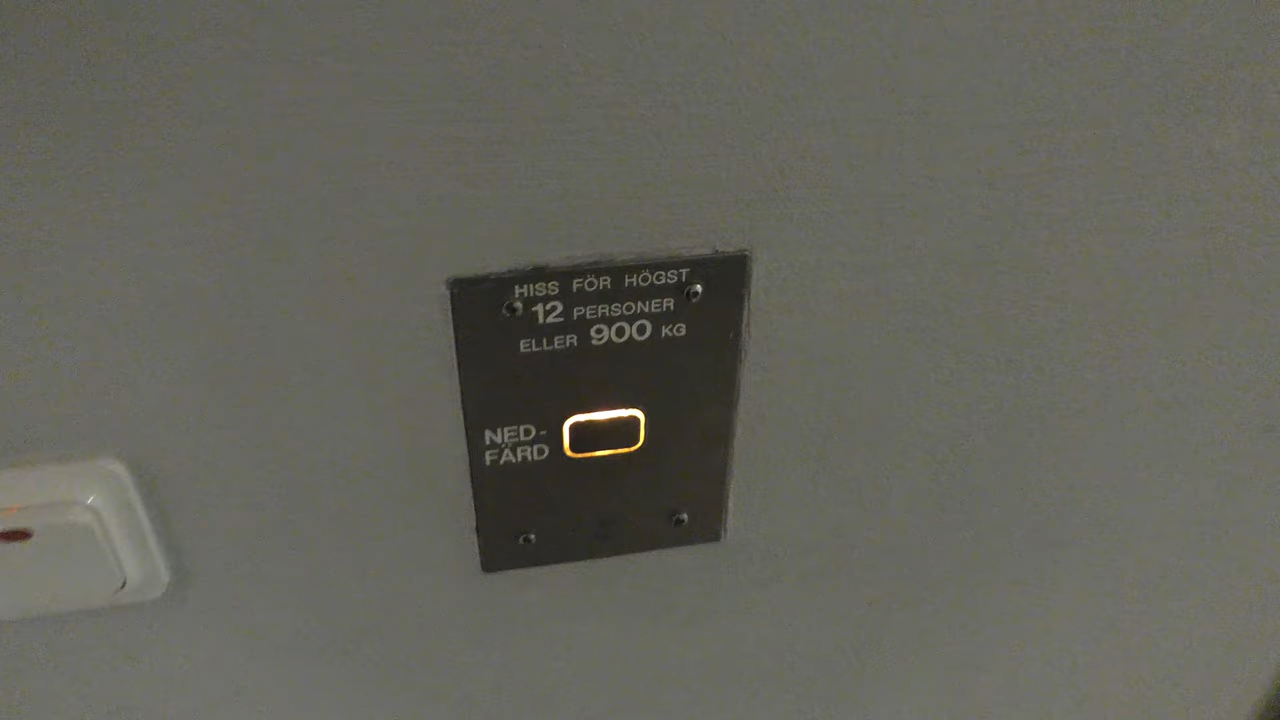 HISS FÖR HÖGST
12 PERSONER
ELLER 900 KG
NED-
FÄRD